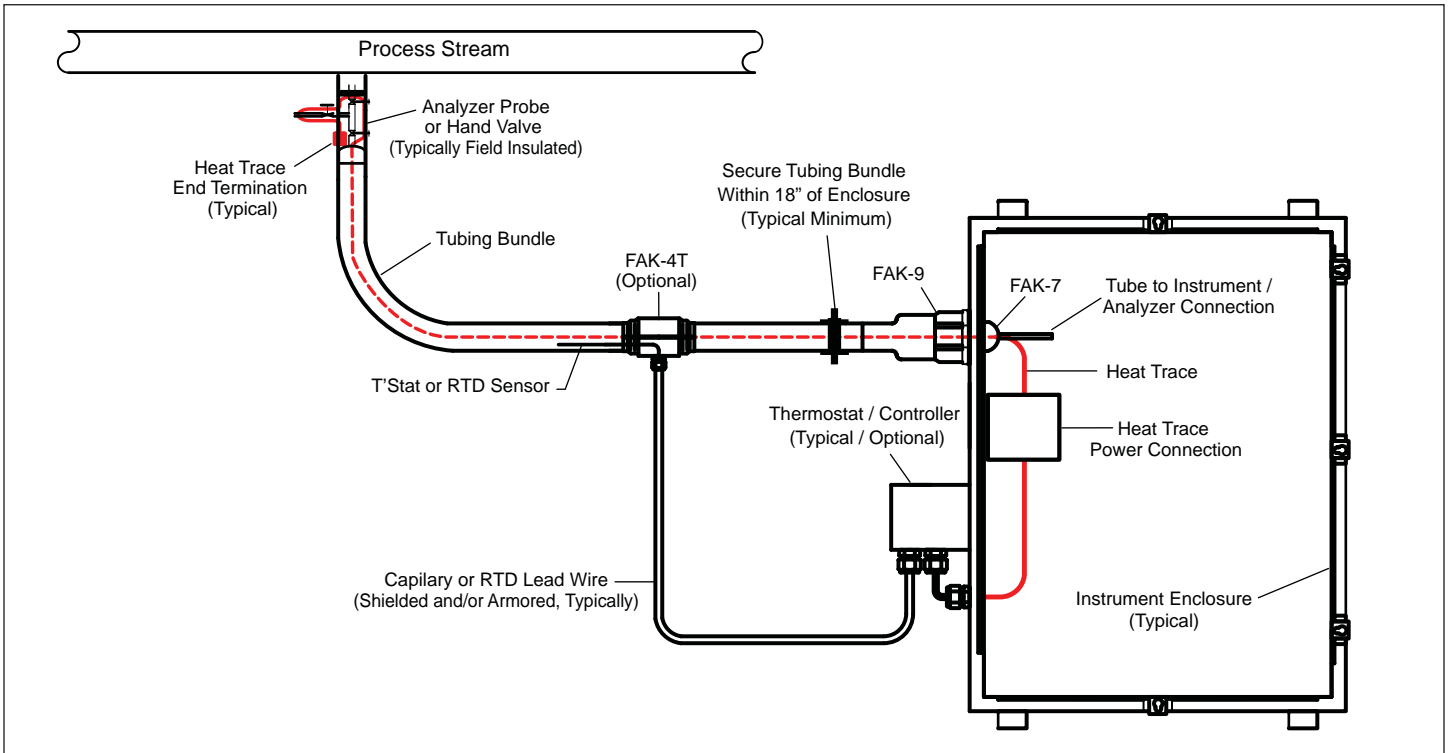 Process Stream
Analyzer Probe
or Hand Valve
(Typically Field Insulated)
Heat Trace
End Termination
(Typical)
Secure Tubing Bundle
Within 18” of Enclosure
(Typical Minimum)
Tubing Bundle
FAK-4T
(Optional)
FAK-9
FAK-7
Tube to Instrument /
Analyzer Connection
T’Stat or RTD Sensor
Heat Trace
Thermostat / Controller
(Typical / Optional)
Heat Trace
Power Connection
Capilary or RTD Lead Wire
(Shielded and/or Armored, Typically)
Instrument Enclosure
(Typical)